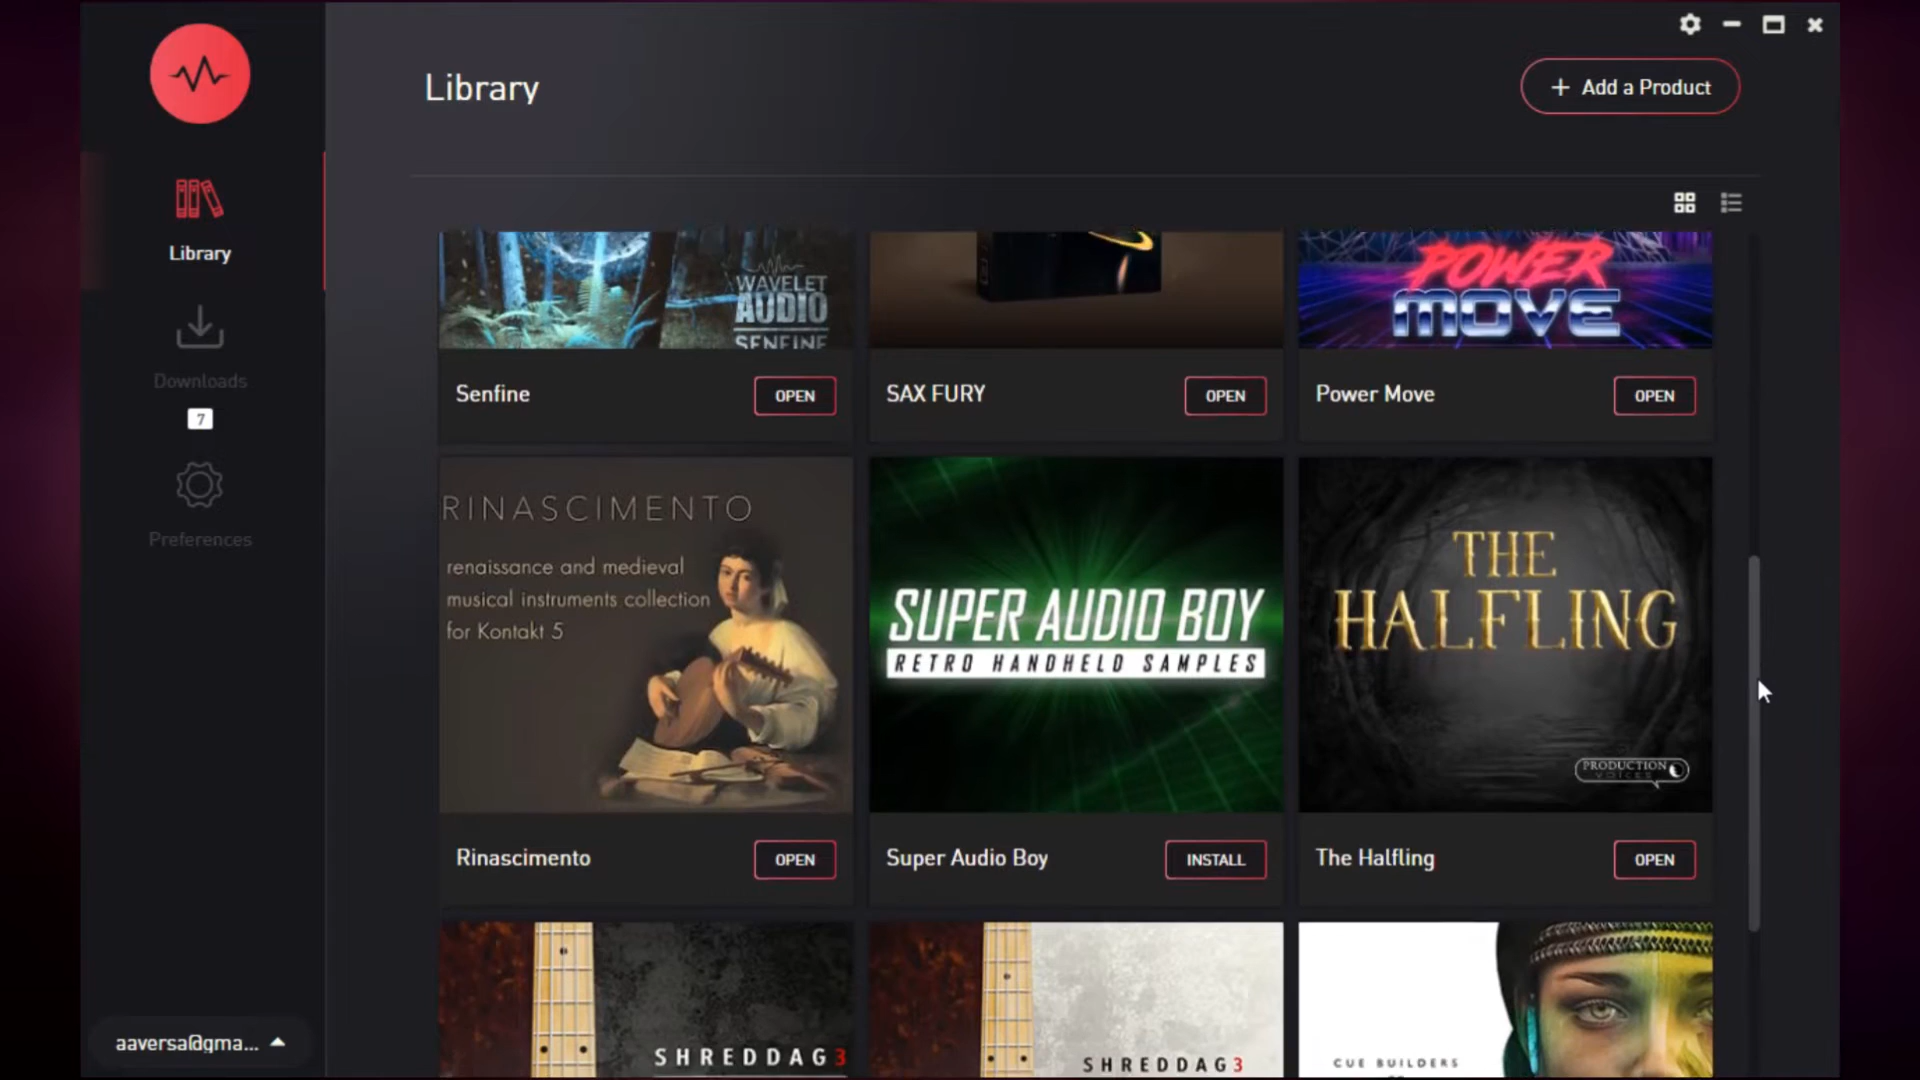 Library
+ Add a Product
Library
Downloads
7
Preferences
aaversa@gma...
WAVELET
AUDIO
SENFINE
POWER
MOVE
Senfine
OPEN
SAX FURY
OPEN
Power Move
OPEN
RINASCIMENTO
renaissance and medieval
musical instruments collection
for Kontakt 5
SUPER AUDIO BOY
RETRO HANDHELD SAMPLES
THE
HALFLING
PRODUCTION
VOICES
Rinascimento
OPEN
Super Audio Boy
INSTALL
The Halfling
OPEN
SHREDDAG3
SHREDDAG3
CUE BUILDERS